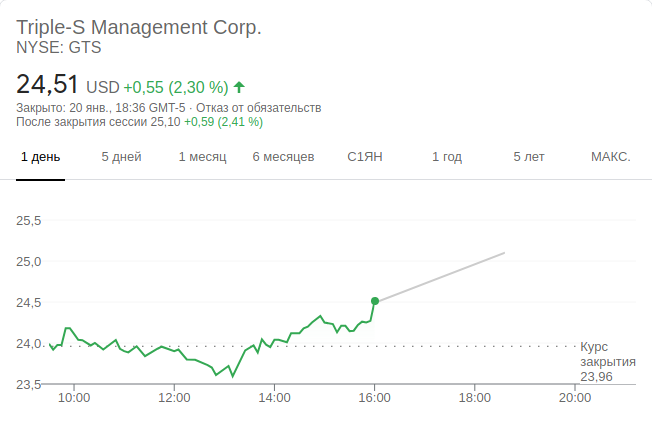 Triple-S Management Corp.
NYSE: GTS
24,51 USD +0,55 (2,30 %)
Закрыто: 20 янв., 18:36 GMT-5 · Отказ от обязательств
После закрытия сессии 25,10 +0,59 (2,41 %)
1 день 5 дней 1 месяц 6 месяцев С1ЯН 1 год 5 лет МАКС.
25,5
25,0
24,5
24,0
23,5
Курс
закрытия
23,96
10:00 12:00 14:00 16:00 18:00 20:00